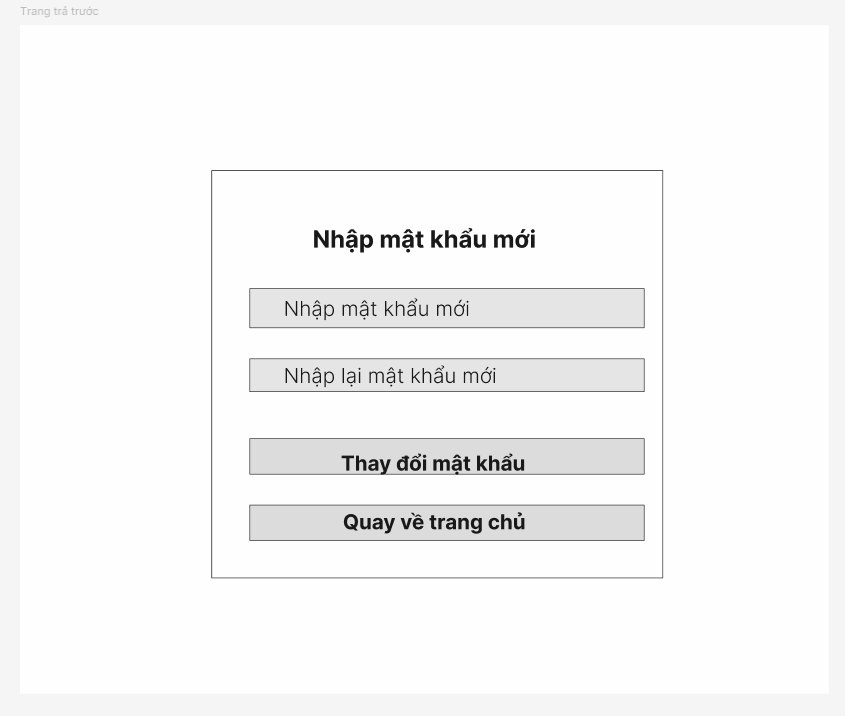 Trang trả trước
Nhập mật khẩu mới
Nhập mật khẩu mới
Nhập lại mật khẩu mới
Thay đổi mật khẩu
Quay về trang chủ